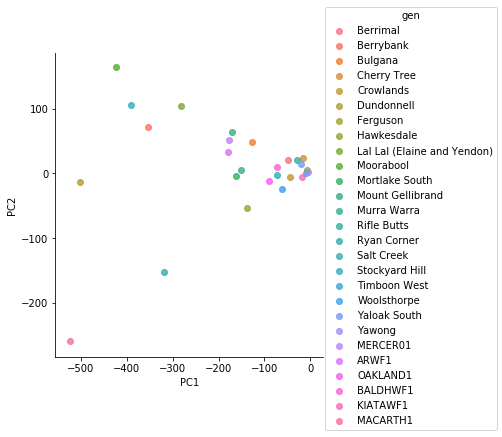 gen
Berrimal
Berrybank
Bulgana
Cherry Tree
Crowlands
Dundonnell
Ferguson
Hawkesdale
Lal Lal (Elaine and Yendon)
Moorabool
Mortlake South
Mount Gellibrand
Murra Warra
Rifle Butts
Ryan Corner
Salt Creek
Stockyard Hill
Timboon West
Woolsthorpe
Yaloak South
Yawong
MERCER01
ARWF1
OAKLAND1
BALDHWF1
KIATAWF1
MACARTH1
100
0
−100
−200
PC2
−500 −400 −300 −200 −100 0
PC1